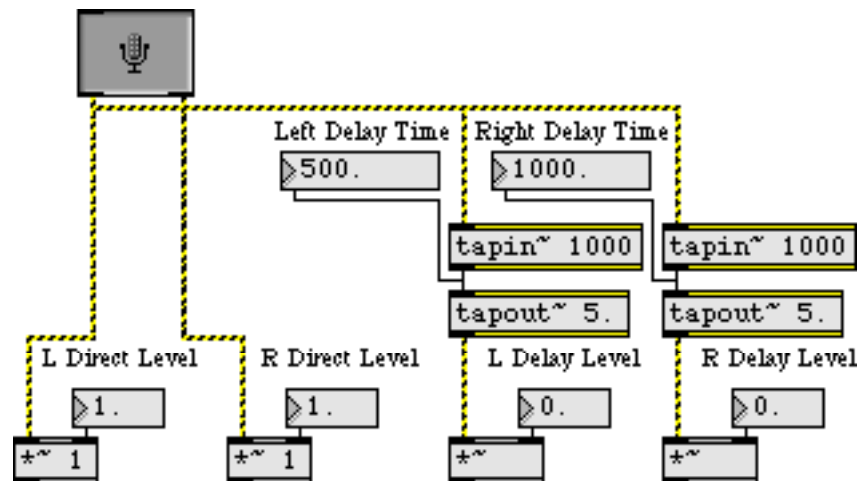 Left Delay Time
Right Delay Time
500.
1000.
tapin~ 1000
tapin~ 1000
tapout~ 5.
tapout~ 5.
L Direct Level
R Direct Level
L Delay Level
R Delay Level
1.
1.
0.
0.
*~ 1
*~ 1
*~
*~